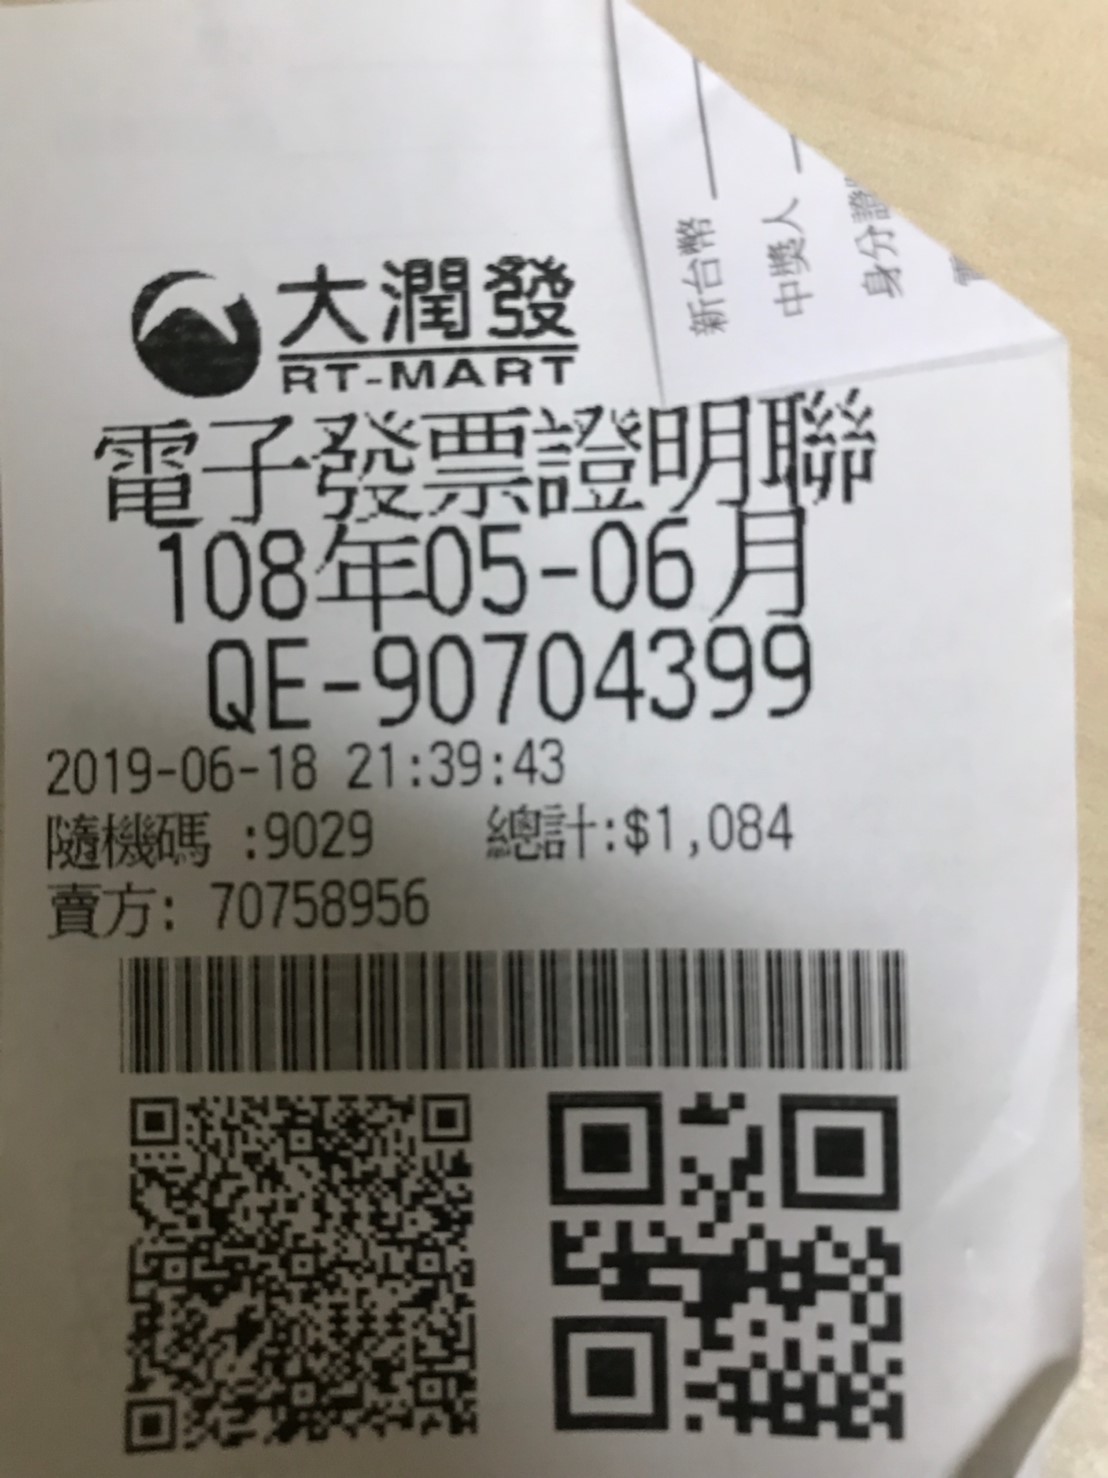 大潤發
RT-MART
電子發票證明聯
108年05-06月
QE-90704399
2019-06-18 21:39:43
隨機碼 :9029 總計:$1,084
賣方: 70758956
新台幣
中獎人
身分證